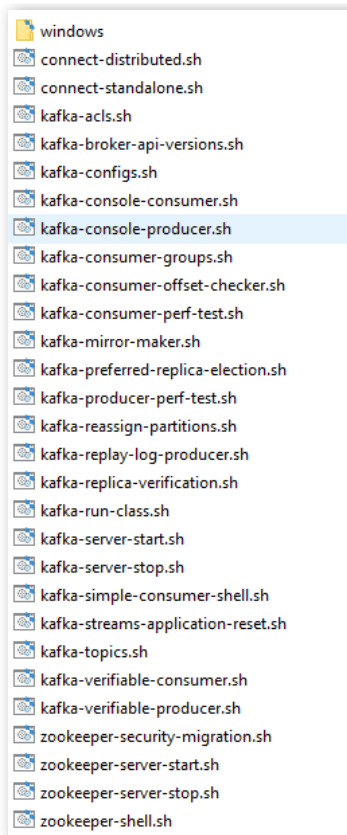 windows
connect-distributed.sh
connect-standalone.sh
kafka-acls.sh
kafka-broker-api-versions.sh
kafka-configs.sh
kafka-console-consumer.sh
kafka-console-producer.sh
kafka-consumer-groups.sh
kafka-consumer-offset-checker.sh
kafka-consumer-perf-test.sh
kafka-mirror-maker.sh
kafka-preferred-replica-election.sh
kafka-producer-perf-test.sh
kafka-reassign-partitions.sh
kafka-replay-log-producer.sh
kafka-replica-verification.sh
kafka-run-class.sh
kafka-server-start.sh
kafka-server-stop.sh
kafka-simple-consumer-shell.sh
kafka-streams-application-reset.sh
kafka-topics.sh
kafka-verifiable-consumer.sh
kafka-verifiable-producer.sh
zookeeper-security-migration.sh
zookeeper-server-start.sh
zookeeper-server-stop.sh
zookeeper-shell.sh